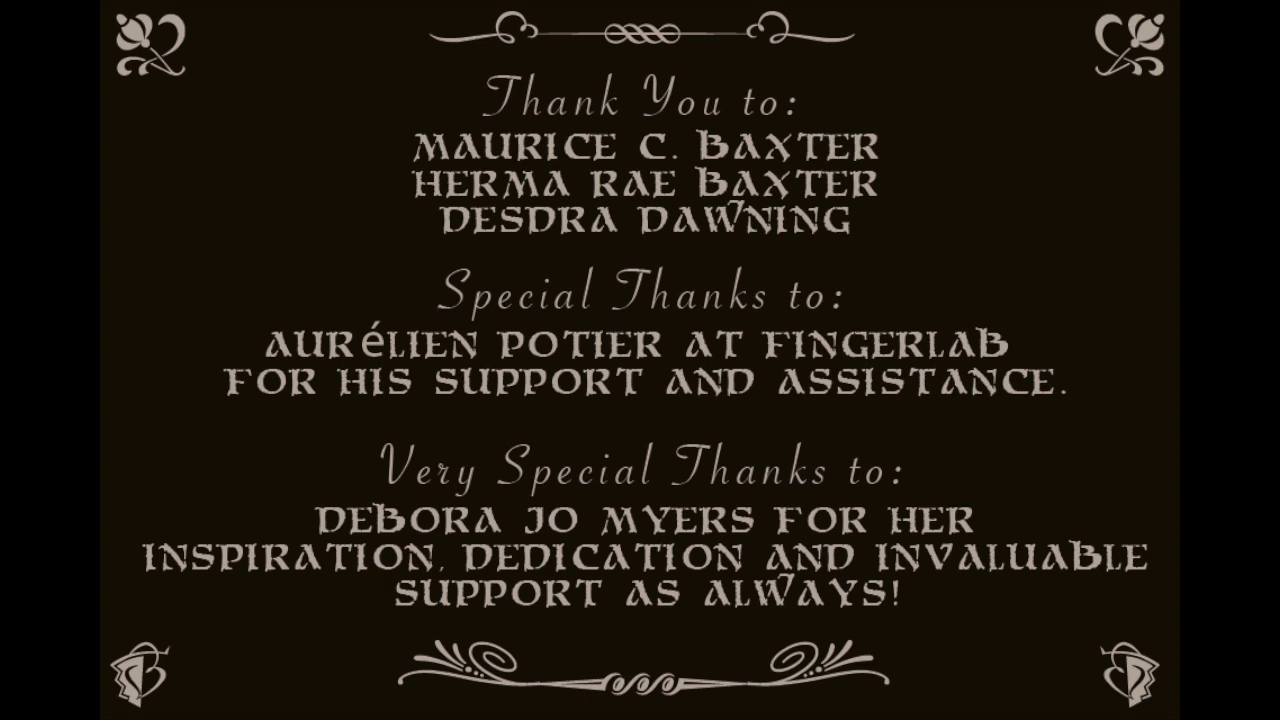 Thank You to:
MAURICE C. BAXTER
HERMA RAE BAXTER
DESDRA DAWNING
Special Thanks to:
AURéLIEN POTIER AT FINGERLAB
FOR HIS SUPPORT AND ASSISTANCE.
Very Special Thanks to:
DEBORA JO MYERS FOR HER
INSPIRATION, DEDICATION AND INVALUABLE
SUPPORT AS ALWAYS!